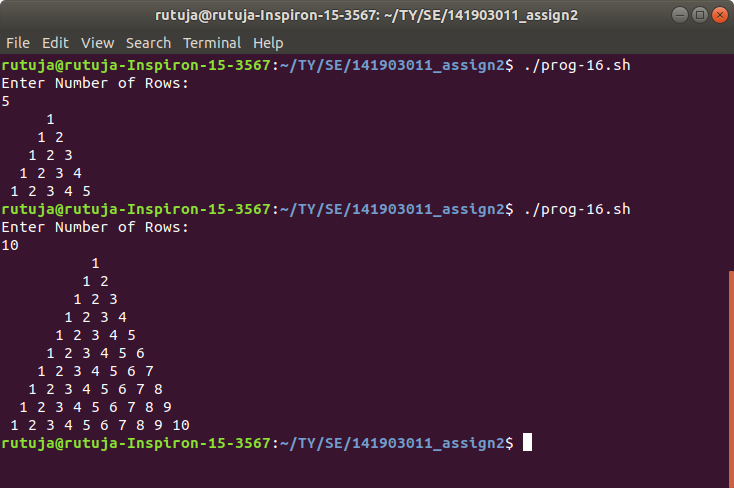 rutuja@rutuja-Inspiron-15-3567: ~/TY/SE/141903011_assign2
File Edit View Search Terminal Help
rutuja@rutuja-Inspiron-15-3567:~/TY/SE/141903011_assign2$ ./prog-16.sh
Enter Number of Rows:
5
     1
    1 2
   1 2 3
  1 2 3 4
 1 2 3 4 5
rutuja@rutuja-Inspiron-15-3567:~/TY/SE/141903011_assign2$ ./prog-16.sh
Enter Number of Rows:
10
          1
         1 2
        1 2 3
       1 2 3 4
      1 2 3 4 5
     1 2 3 4 5 6
    1 2 3 4 5 6 7
   1 2 3 4 5 6 7 8
  1 2 3 4 5 6 7 8 9
 1 2 3 4 5 6 7 8 9 10
rutuja@rutuja-Inspiron-15-3567:~/TY/SE/141903011_assign2$